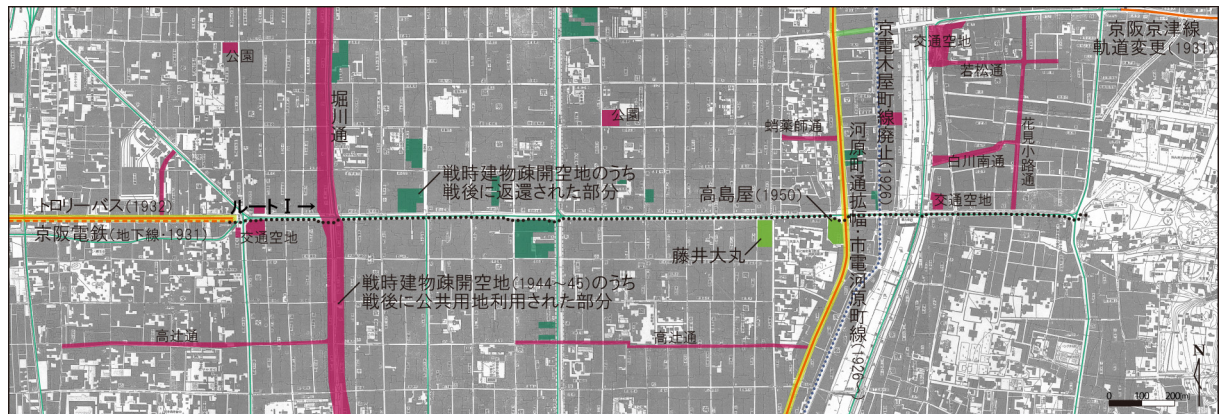 公園
堀川通
公園
蛸薬師通
河原町通拡幅・市電河原町線(1926~)
京電木屋町線廃止(1926)
交通空地
若松通
京阪京津線
軌道変更(1931)
花見小路通
白川南通
交通空地
戦時建物疎開空地のうち
戦後に返還された部分
高島屋(1950)
藤井大丸
トロリーバス(1932)
ルートⅠ→
京阪電鉄(地下線・1931)
交通空地
戦時建物疎開空地(1944~45)のうち
戦後に公共用地利用された部分
高辻通
高辻通
N
0 100 200(m)